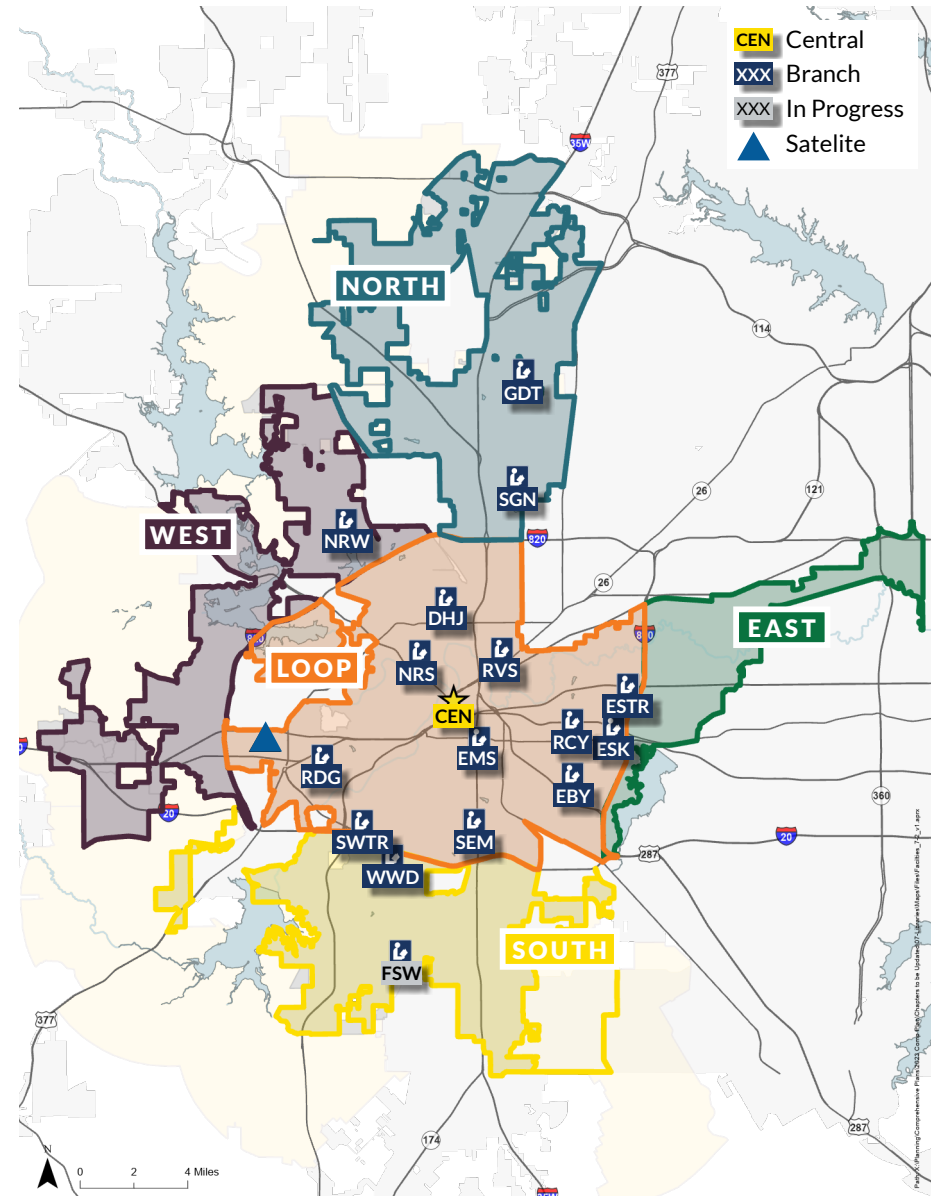 CEN Central
XXX Branch
XXX In Progress
Satelite
377
35W
NORTH
114
GDT
SGN
26
121
WEST
NRW
820
26
DHJ
EAST
820
LOOP
NRS
RVS
ESTR
CEN
RCY
ESK
EMS
RDG
EBY
360
20
SWTR
SEM
20
WWD
287
SOUTH
FSW
377
287
174
N
0 2 4 Miles
35W